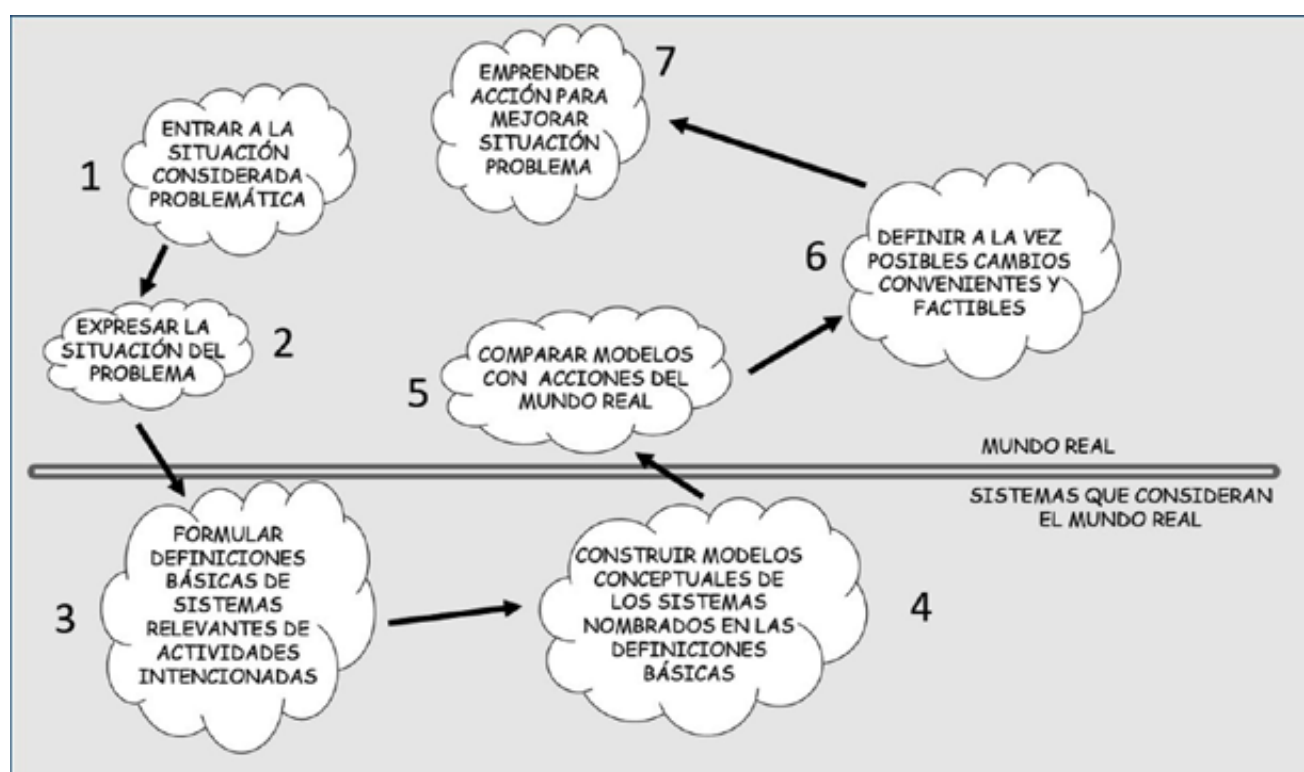 1
ENTRAR A LA
SITUACIÓN
CONSIDERADA
PROBLEMÁTICA
2
EXPRESAR LA
SITUACIÓN DEL
PROBLEMA
3
FORMULAR
DEFINICIONES
BÁSICAS DE
SISTEMAS
RELEVANTES DE
ACTIVIDADES
INTENCIONADAS
4
CONSTRUIR MODELOS
CONCEPTUALES DE
LOS SISTEMAS
NOMBRADOS EN LAS
DEFINICIONES
BÁSICAS
5
COMPARAR MODELOS
CON ACCIONES DEL
MUNDO REAL
6
DEFINIR A LA VEZ
POSIBLES CAMBIOS
CONVENIENTES Y
FACTIBLES
7
EMPRENDER
ACCIÓN PARA
MEJORAR
SITUACIÓN
PROBLEMA
MUNDO REAL
SISTEMAS QUE CONSIDERAN
EL MUNDO REAL